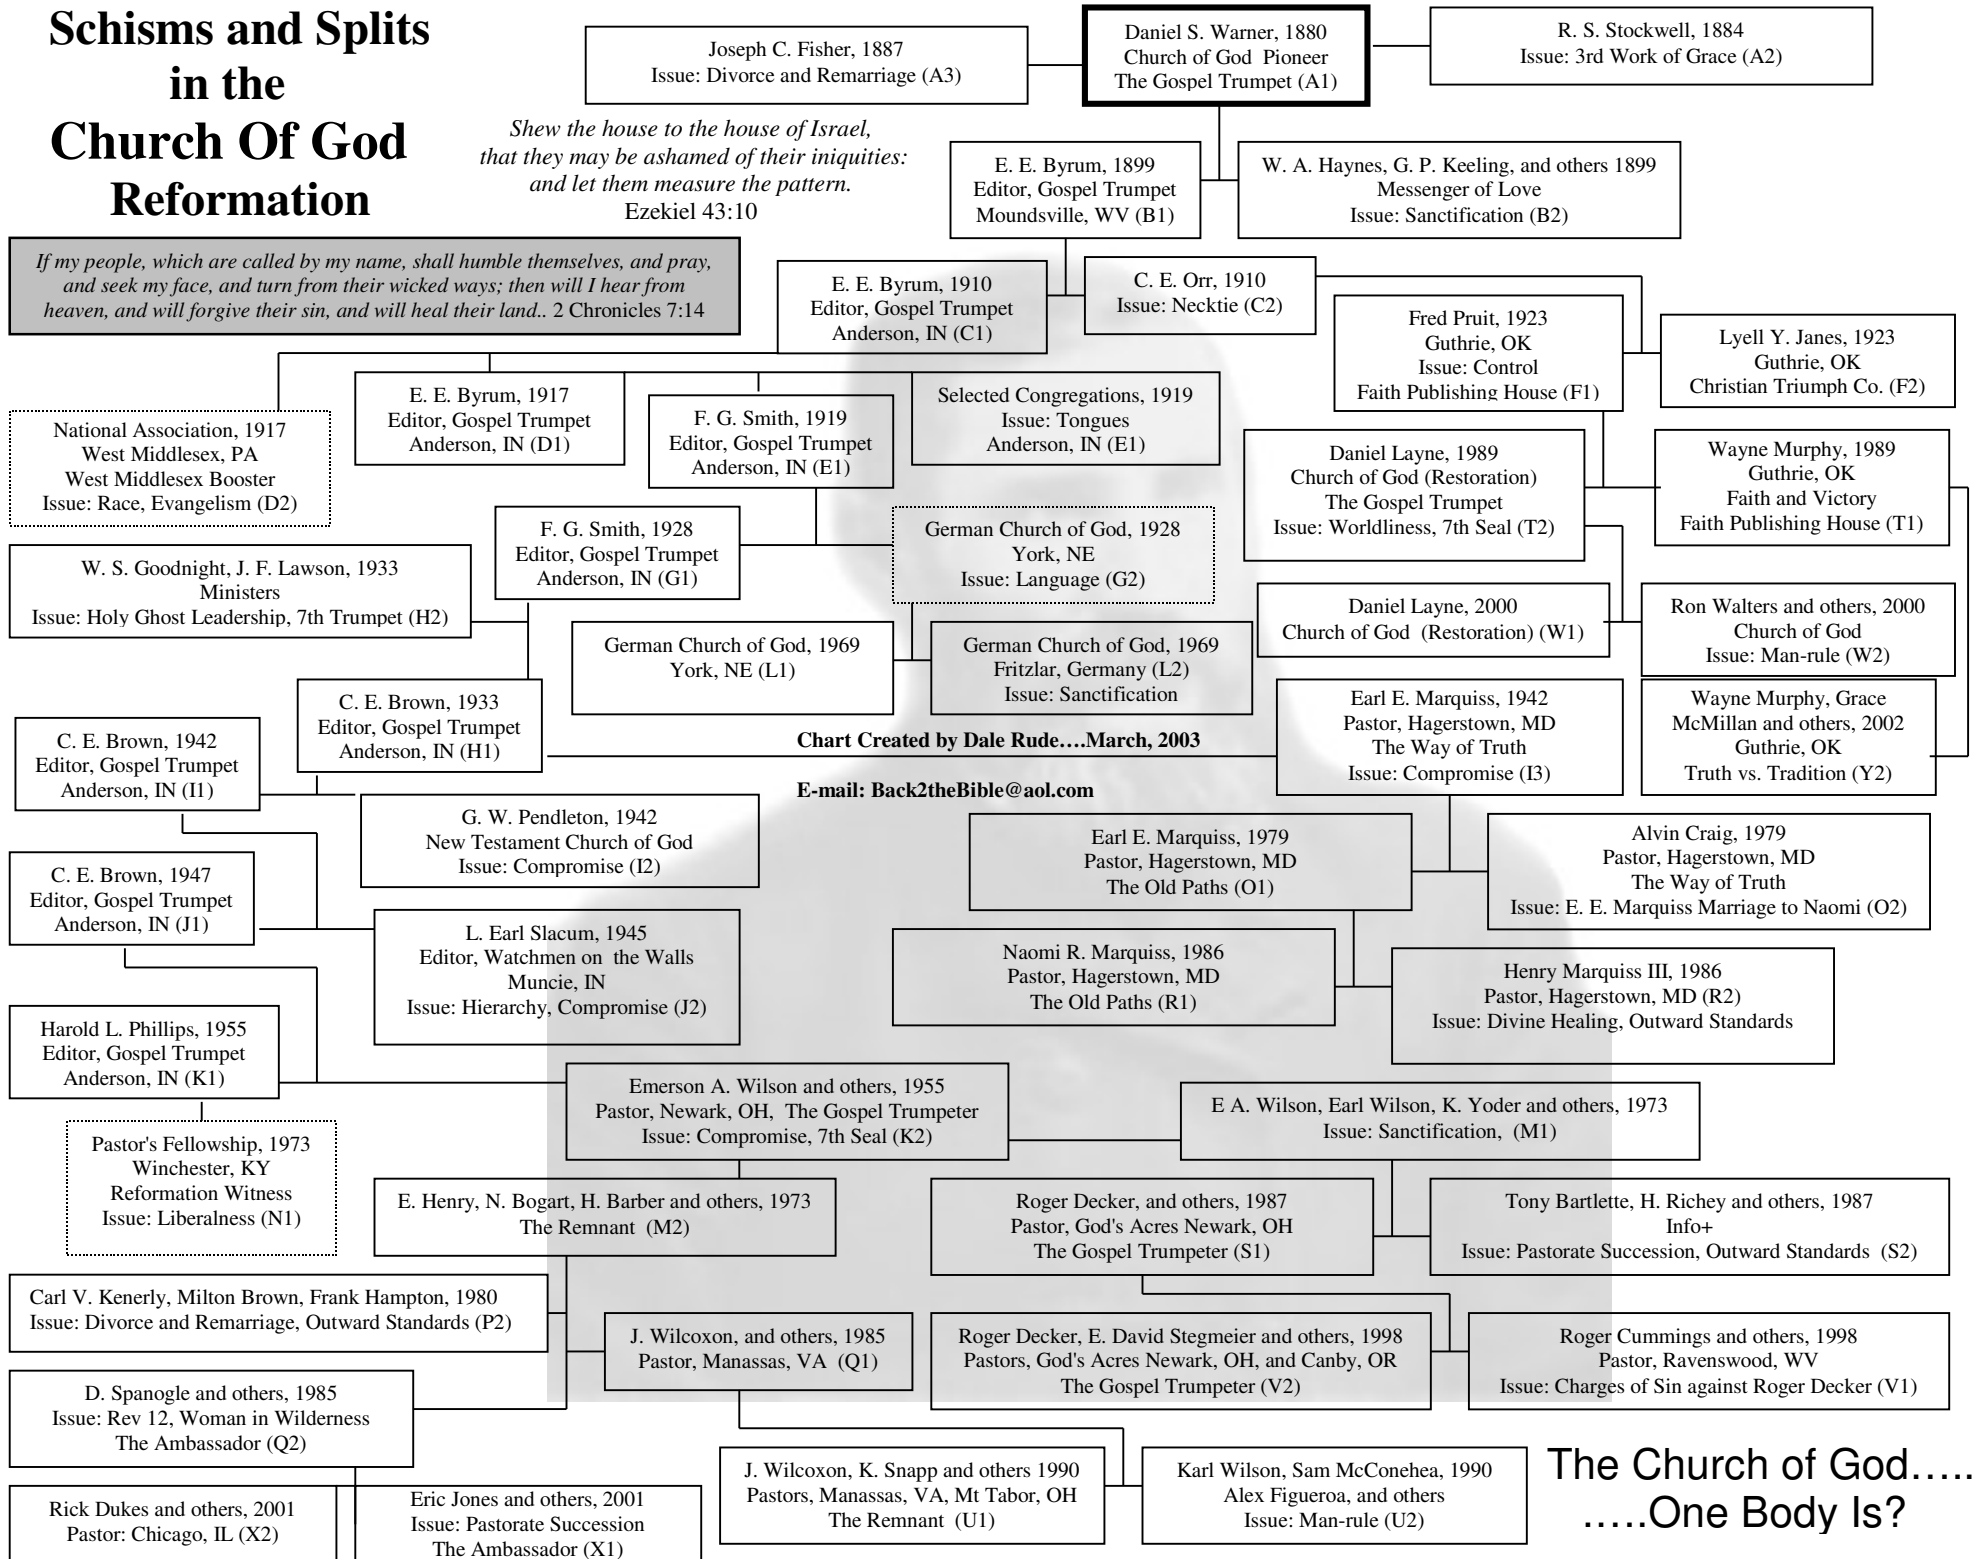 Schisms and Splits
in the
Church Of God
Reformation
Joseph C. Fisher, 1887
Issue: Divorce and Remarriage (A3)
Daniel S. Warner, 1880
Church of God  Pioneer
The Gospel Trumpet (A1)
R. S. Stockwell, 1884
Issue: 3rd Work of Grace (A2)
Shew the house to the house of Israel,
that they may be ashamed of their iniquities:
and let them measure the pattern.
Ezekiel 43:10
E. E. Byrum, 1899
Editor, Gospel Trumpet
Moundsville, WV (B1)
W. A. Haynes, G. P. Keeling, and others 1899
Messenger of Love
Issue: Sanctification (B2)
If my people, which are called by my name, shall humble themselves, and pray,
and seek my face, and turn from their wicked ways; then will I hear from
heaven, and will forgive their sin, and will heal their land.. 2 Chronicles 7:14
E. E. Byrum, 1910
Editor, Gospel Trumpet
Anderson, IN (C1)
C. E. Orr, 1910
Issue: Necktie (C2)
Fred Pruit, 1923
Guthrie, OK
Issue: Control
Faith Publishing House (F1)
Lyell Y. Janes, 1923
Guthrie, OK
Christian Triumph Co. (F2)
National Association, 1917
West Middlesex, PA
West Middlesex Booster
Issue: Race, Evangelism (D2)
E. E. Byrum, 1917
Editor, Gospel Trumpet
Anderson, IN (D1)
F. G. Smith, 1919
Editor, Gospel Trumpet
Anderson, IN (E1)
Selected Congregations, 1919
Issue: Tongues
Anderson, IN (E1)
Daniel Layne, 1989
Church of God (Restoration)
The Gospel Trumpet
Issue: Worldliness, 7th Seal (T2)
Wayne Murphy, 1989
Guthrie, OK
Faith and Victory
Faith Publishing House (T1)
F. G. Smith, 1928
Editor, Gospel Trumpet
Anderson, IN (G1)
German Church of God, 1928
York, NE
Issue: Language (G2)
W. S. Goodnight, J. F. Lawson, 1933
Ministers
Issue: Holy Ghost Leadership, 7th Trumpet (H2)
Daniel Layne, 2000
Church of God  (Restoration) (W1)
Ron Walters and others, 2000
Church of God
Issue: Man-rule (W2)
German Church of God, 1969
York, NE (L1)
German Church of God, 1969
Fritzlar, Germany (L2)
Issue: Sanctification
C. E. Brown, 1933
Editor, Gospel Trumpet
Anderson, IN (H1)
Earl E. Marquiss, 1942
Pastor, Hagerstown, MD
The Way of Truth
Issue: Compromise (I3)
Wayne Murphy, Grace
McMillan and others, 2002
Guthrie, OK
Truth vs. Tradition (Y2)
C. E. Brown, 1942
Editor, Gospel Trumpet
Anderson, IN (I1)
Chart Created by Dale Rude….March, 2003
E-mail: Back2theBible@aol.com
G. W. Pendleton, 1942
New Testament Church of God
Issue: Compromise (I2)
Earl E. Marquiss, 1979
Pastor, Hagerstown, MD
The Old Paths (O1)
Alvin Craig, 1979
Pastor, Hagerstown, MD
The Way of Truth
Issue: E. E. Marquiss Marriage to Naomi (O2)
C. E. Brown, 1947
Editor, Gospel Trumpet
Anderson, IN (J1)
L. Earl Slacum, 1945
Editor, Watchmen on  the Walls
Muncie, IN
Issue: Hierarchy, Compromise (J2)
Naomi R. Marquiss, 1986
Pastor, Hagerstown, MD
The Old Paths (R1)
Henry Marquiss III, 1986
Pastor, Hagerstown, MD (R2)
Issue: Divine Healing, Outward Standards
Harold L. Phillips, 1955
Editor, Gospel Trumpet
Anderson, IN (K1)
Emerson A. Wilson and others, 1955
Pastor, Newark, OH,  The Gospel Trumpeter
Issue: Compromise, 7th Seal (K2)
E A. Wilson, Earl Wilson, K. Yoder and others, 1973
Issue: Sanctification,  (M1)
Pastor's Fellowship, 1973
Winchester, KY
Reformation Witness
Issue: Liberalness (N1)
E. Henry, N. Bogart, H. Barber and others, 1973
The Remnant  (M2)
Roger Decker, and others, 1987
Pastor, God's Acres Newark, OH
The Gospel Trumpeter (S1)
Tony Bartlette, H. Richey and others, 1987
Info+
Issue: Pastorate Succession, Outward Standards  (S2)
Carl V. Kenerly, Milton Brown, Frank Hampton, 1980
Issue: Divorce and Remarriage, Outward Standards (P2)
J. Wilcoxon, and others, 1985
Pastor, Manassas, VA  (Q1)
Roger Decker, E. David Stegmeier and others, 1998
Pastors, God's Acres Newark, OH, and Canby, OR
The Gospel Trumpeter (V2)
Roger Cummings and others, 1998
Pastor, Ravenswood, WV
Issue: Charges of Sin against Roger Decker (V1)
D. Spanogle and others, 1985
Issue: Rev 12, Woman in Wilderness
The Ambassador (Q2)
J. Wilcoxon, K. Snapp and others 1990
Pastors, Manassas, VA, Mt Tabor, OH
The Remnant  (U1)
Karl Wilson, Sam McConehea, 1990
Alex Figueroa, and others
Issue: Man-rule (U2)
The Church of God…..
…..One Body Is?
Rick Dukes and others, 2001
Pastor: Chicago, IL (X2)
Eric Jones and others, 2001
Issue: Pastorate Succession
The Ambassador (X1)